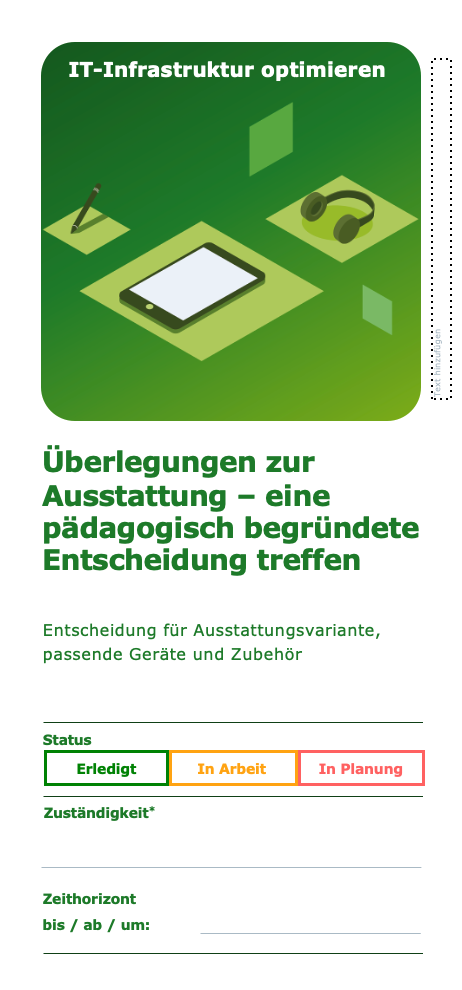 IT-Infrastruktur optimieren
Text hinzufügen
Überlegungen zur
Ausstattung – eine
pädagogisch begründete
Entscheidung treffen
Entscheidung für Ausstattungsvariante,
passende Geräte und Zubehör
Status
Erledigt In Arbeit In Planung
Zuständigkeit*
Zeithorizont
bis / ab / um: